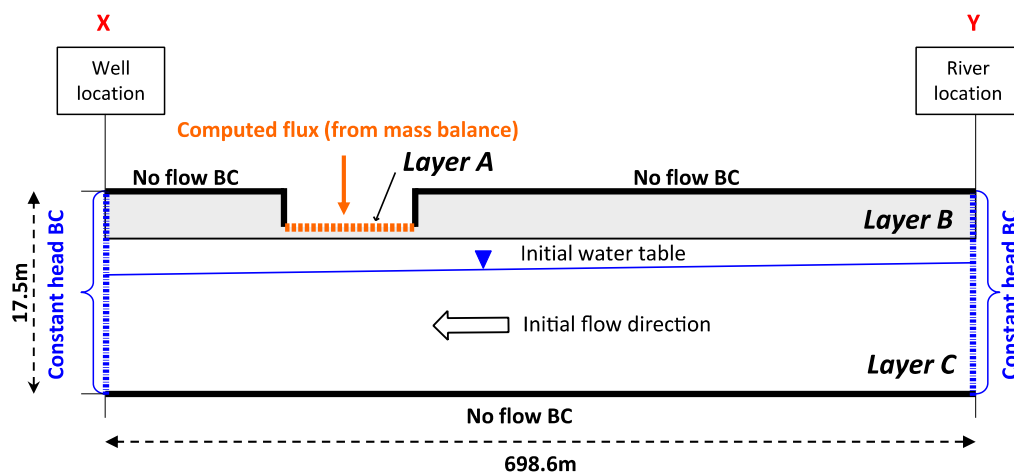 X
Y
Well
location
River
location
Computed flux (from mass balance)
Layer A
No flow BC
No flow BC
Layer B
Initial water table
Constant head BC
17.5m
Initial flow direction
Constant head BC
Layer C
No flow BC
698.6m